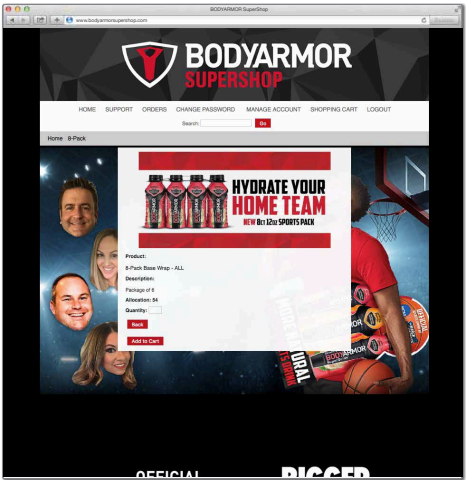 BODYARMOR SuperShop
www.bodyarmorsupershop.com
BODYARMOR
SUPERSHOP
HOME SUPPORT ORDERS CHANGE PASSWORD MANAGE ACCOUNT SHOPPING CART LOGOUT
Search: Go
Home 8-Pack
HYDRATE YOUR
HOME TEAM
NEW 8CT 12OZ SPORTS PACK
Product:
8-Pack Base Wrap - ALL
Description:
Package of 6
Allocation: 54
Quantity:
Back
Add to Cart
BODYARMOR
OFFICIAL
BIGGER